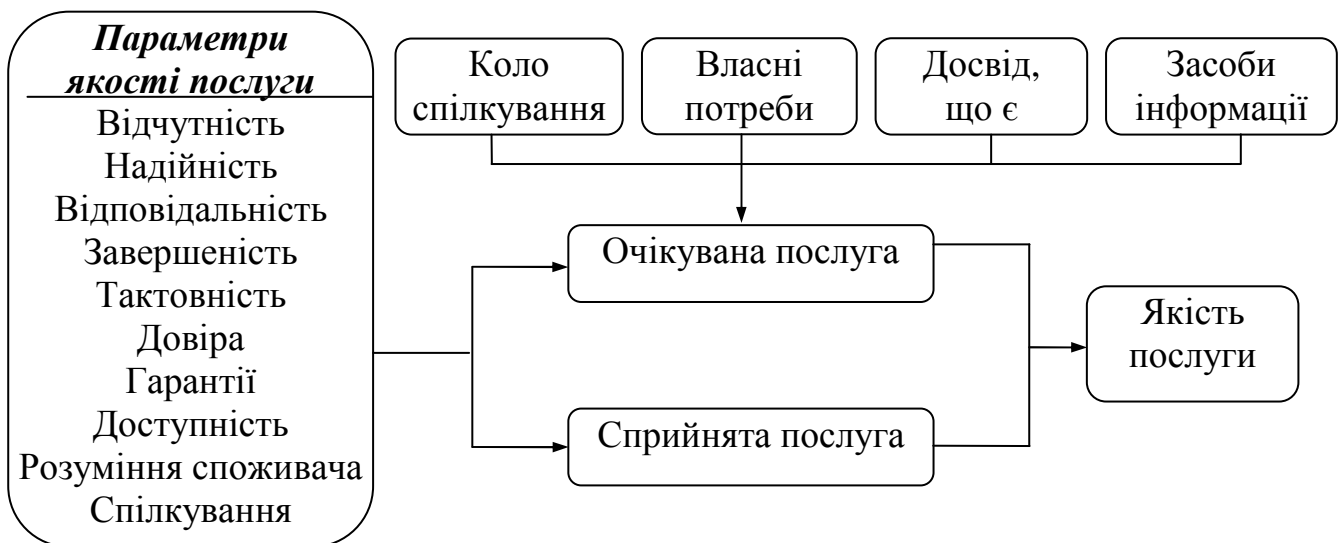 Параметри
якості послуги
Відчутність
Надійність
Відповідальність
Завершеність
Тактовність
Довіра
Гарантії
Доступність
Розуміння споживача
Спілкування
Коло
спілкування
Власні
потреби
Досвід,
що є
Засоби
інформації
Очікувана послуга
Сприйнята послуга
Якість
послуги